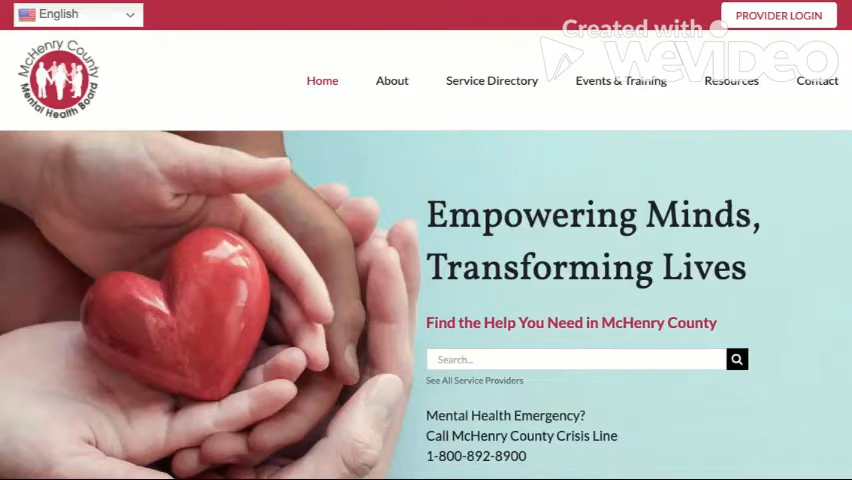 English
PROVIDER LOGIN
Created with
WEVIDEO
McHenry County
Mental Health Board
Home
About
Service Directory
Events & Training
Resources
Contact
Empowering Minds,
Transforming Lives
Find the Help You Need in McHenry County
Search...
See All Service Providers
Mental Health Emergency?
Call McHenry County Crisis Line
1-800-892-8900